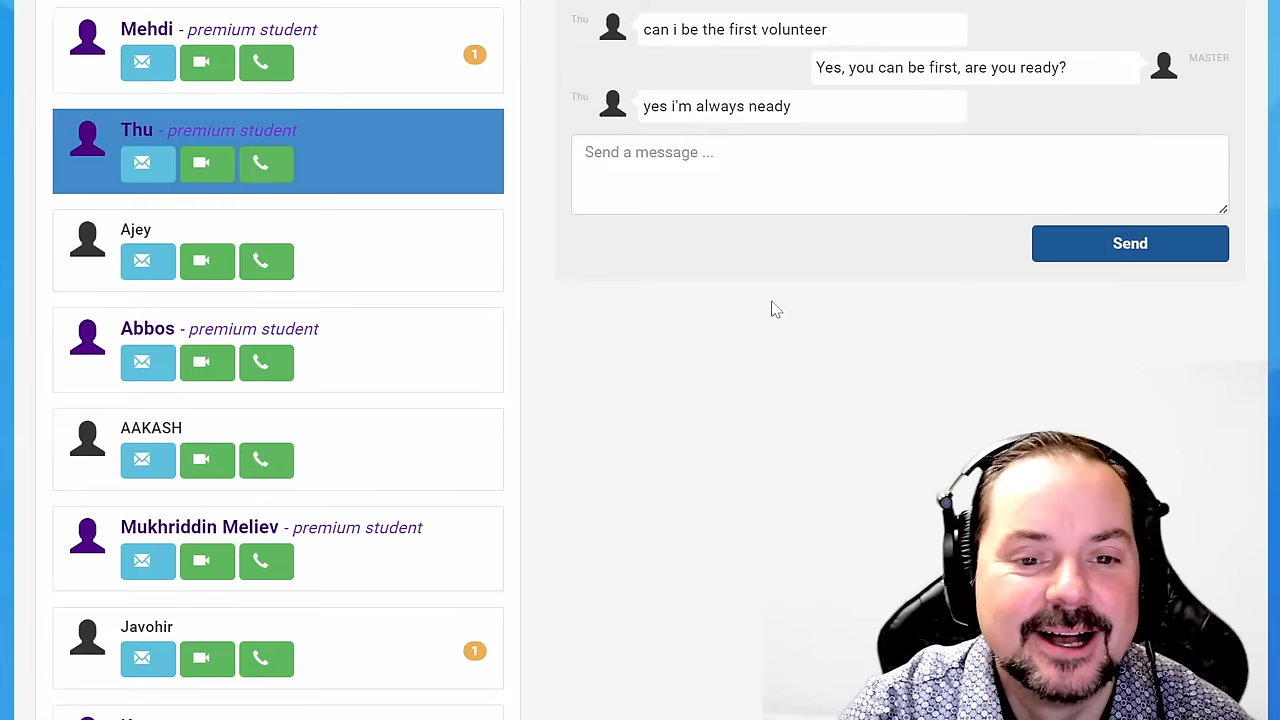 Mehdi - premium student
1
Thu - premium student
Ajey
Abbos - premium student
AAKASH
Mukhriddin Meliev - premium student
Javohir
1
Thu
can i be the first volunteer
Yes, you can be first, are you ready?
MASTER
Thu
yes i'm always neady
Send a message ...
Send